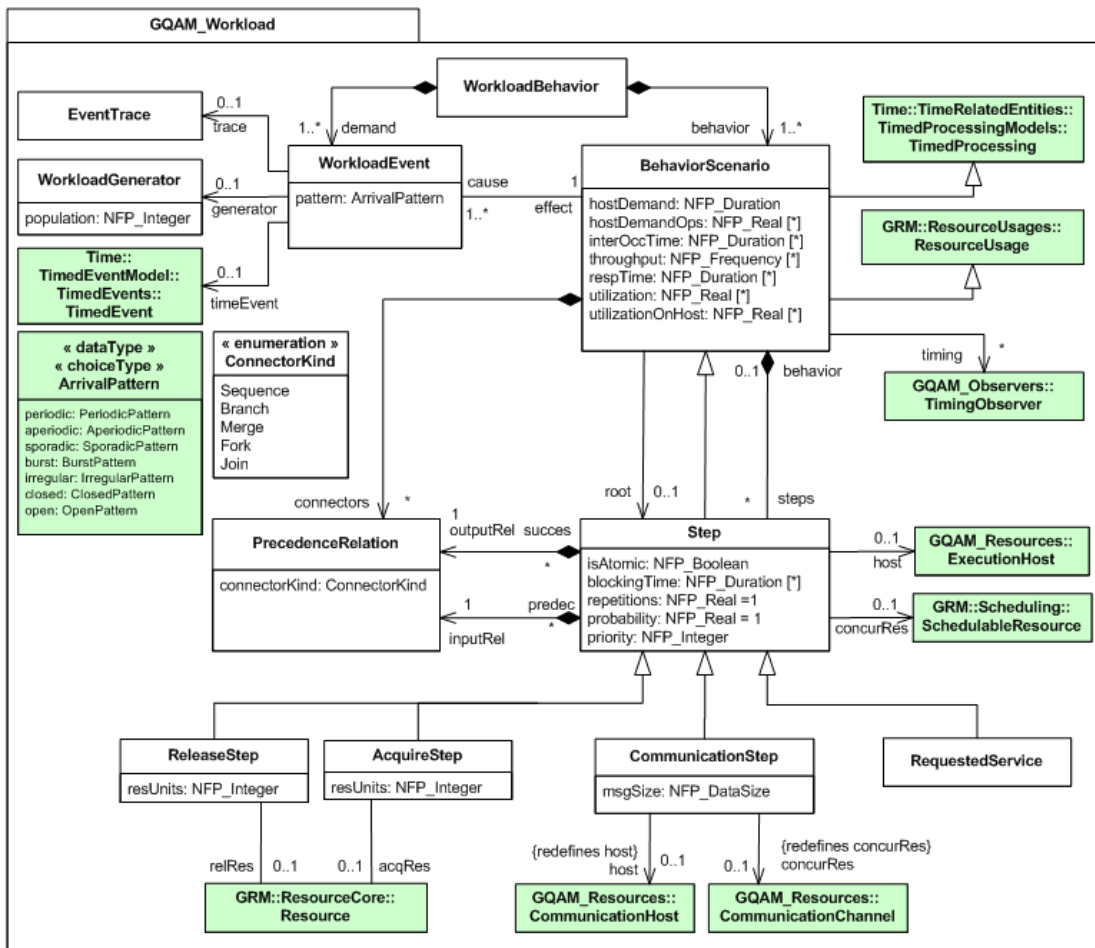 GQAM_Workload
WorkloadBehavior
EventTrace
0..1
trace
1..*
demand
behavior
1..*
Time::TimeRelatedEntities::
TimedProcessingModels::
TimedProcessing
WorkloadGenerator
population: NFP_Integer
0..1
generator
WorkloadEvent
pattern: ArrivalPattern
cause
1..*
1
effect
BehaviorScenario
hostDemand: NFP_Duration
hostDemandOps: NFP_Real [*]
interOccTime: NFP_Duration [*]
throughput: NFP_Frequency [*]
respTime: NFP_Duration [*]
utilization: NFP_Real [*]
utilizationOnHost: NFP_Real [*]
GRM::ResourceUsages::
ResourceUsage
Time::
TimedEventModel::
TimedEvents::
TimedEvent
0..1
timeEvent
« dataType »
« choiceType »
ArrivalPattern
periodic: PeriodicPattern
aperiodic: AperiodicPattern
sporadic: SporadicPattern
burst: BurstPattern
irregular: IrregularPattern
closed: ClosedPattern
open: OpenPattern
« enumeration »
ConnectorKind
Sequence
Branch
Merge
Fork
Join
0..1
behavior
timing
*
GQAM_Observers::
TimingObserver
connectors
*
root
0..1
*
steps
PrecedenceRelation
connectorKind: ConnectorKind
1
outputRel
succes
*
1
inputRel
predec
*
Step
isAtomic: NFP_Boolean
blockingTime: NFP_Duration [*]
repetitions: NFP_Real =1
probability: NFP_Real = 1
priority: NFP_Integer
0..1
host
GQAM_Resources::
ExecutionHost
0..1
concurRes
GRM::Scheduling::
SchedulableResource
ReleaseStep
resUnits: NFP_Integer
AcquireStep
resUnits: NFP_Integer
CommunicationStep
msgSize: NFP_DataSize
RequestedService
relRes
0..1
0..1
acqRes
{redefines host}
host
0..1
{redefines concurRes}
0..1
concurRes
GRM::ResourceCore::
Resource
GQAM_Resources::
CommunicationHost
GQAM_Resources::
CommunicationChannel